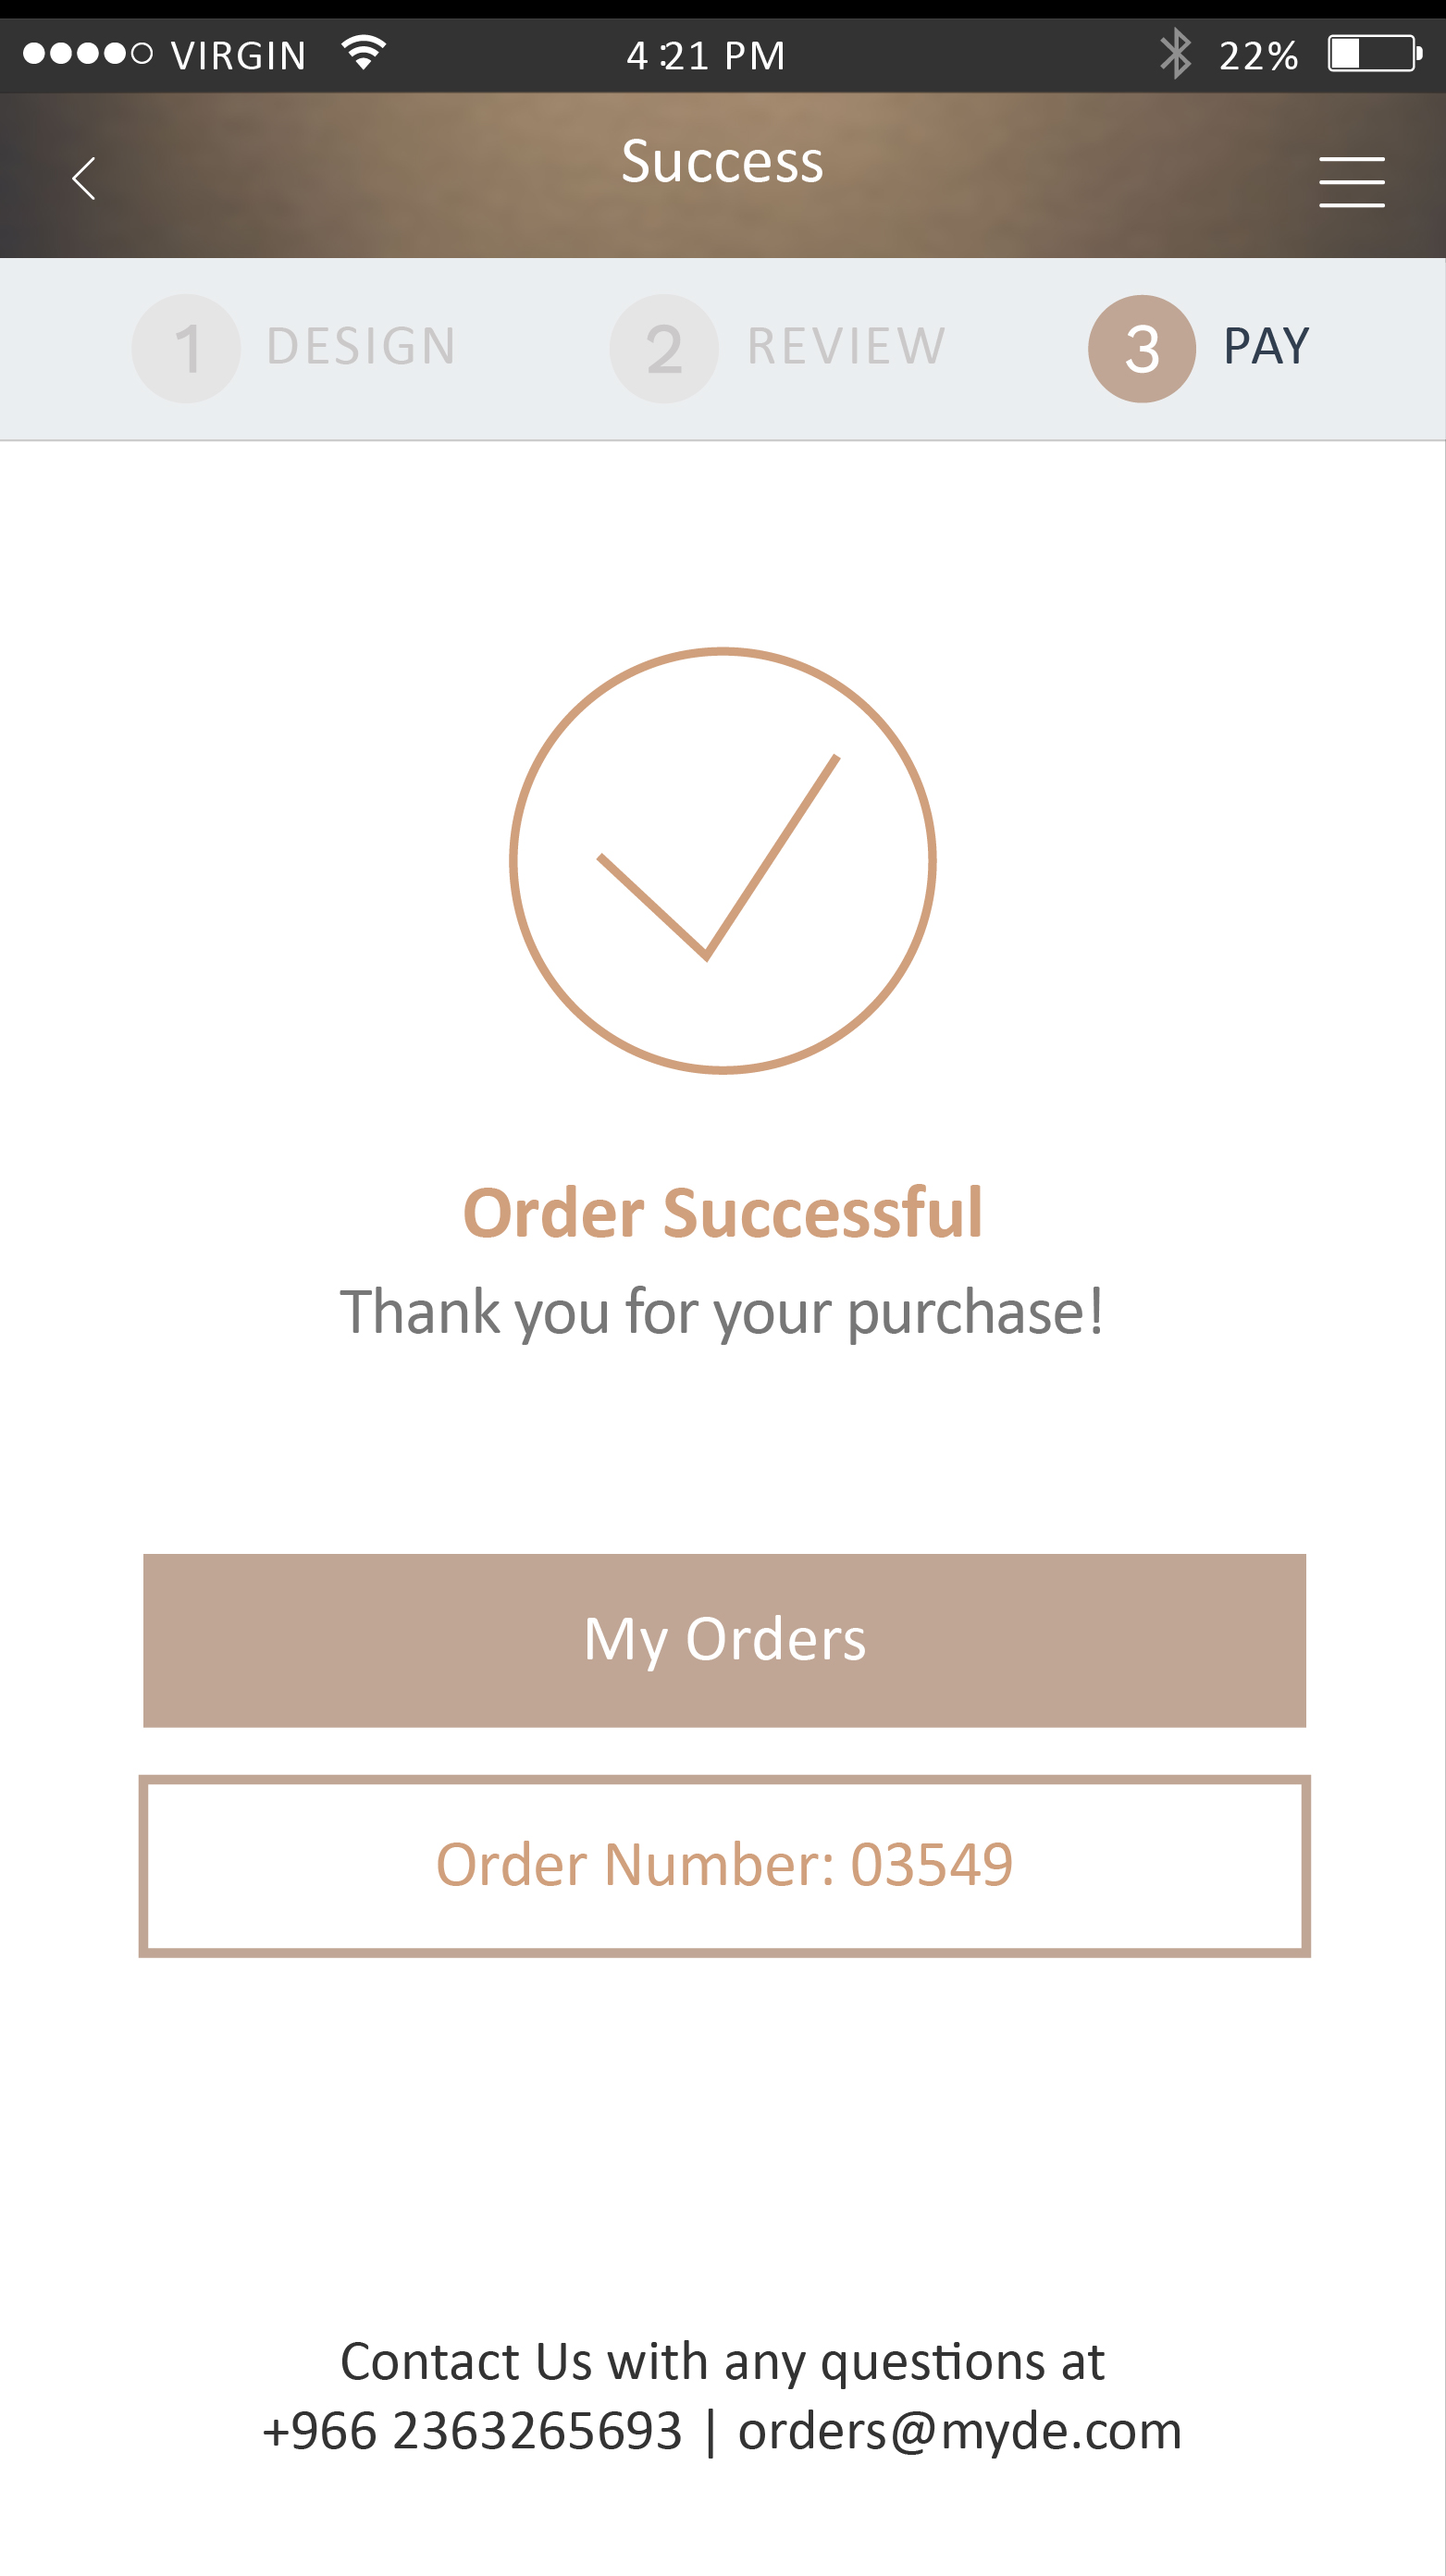 VIRGIN 4:21 PM 22%
Success
1 DESIGN 2 REVIEW 3 PAY
Order Successful
Thank you for your purchase!
My Orders
Order Number: 03549
Contact Us with any questions at
+966 2363265693 | orders@myde.com